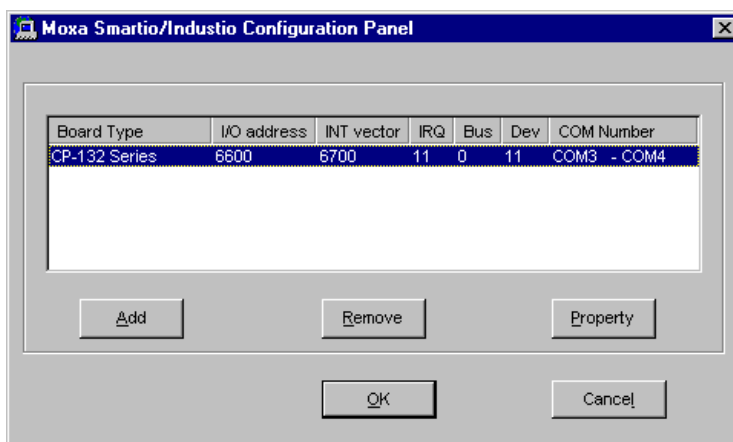 Moxa Smartio/Industio Configuration Panel
Board Type I/O address INT vector IRQ Bus Dev COM Number
CP-132 Series 6600 6700 11 0 11 COM3 - COM4
Add Remove Property
OK Cancel